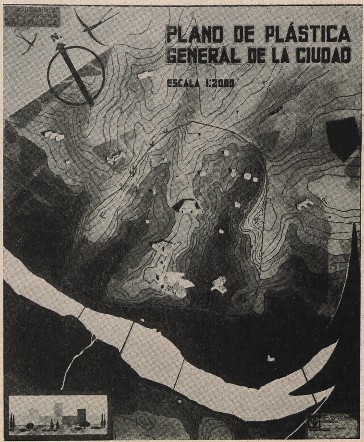 PLANO DE PLÁSTICA
GENERAL DE LA CIUDAD
ESCALA 1:2000
N.